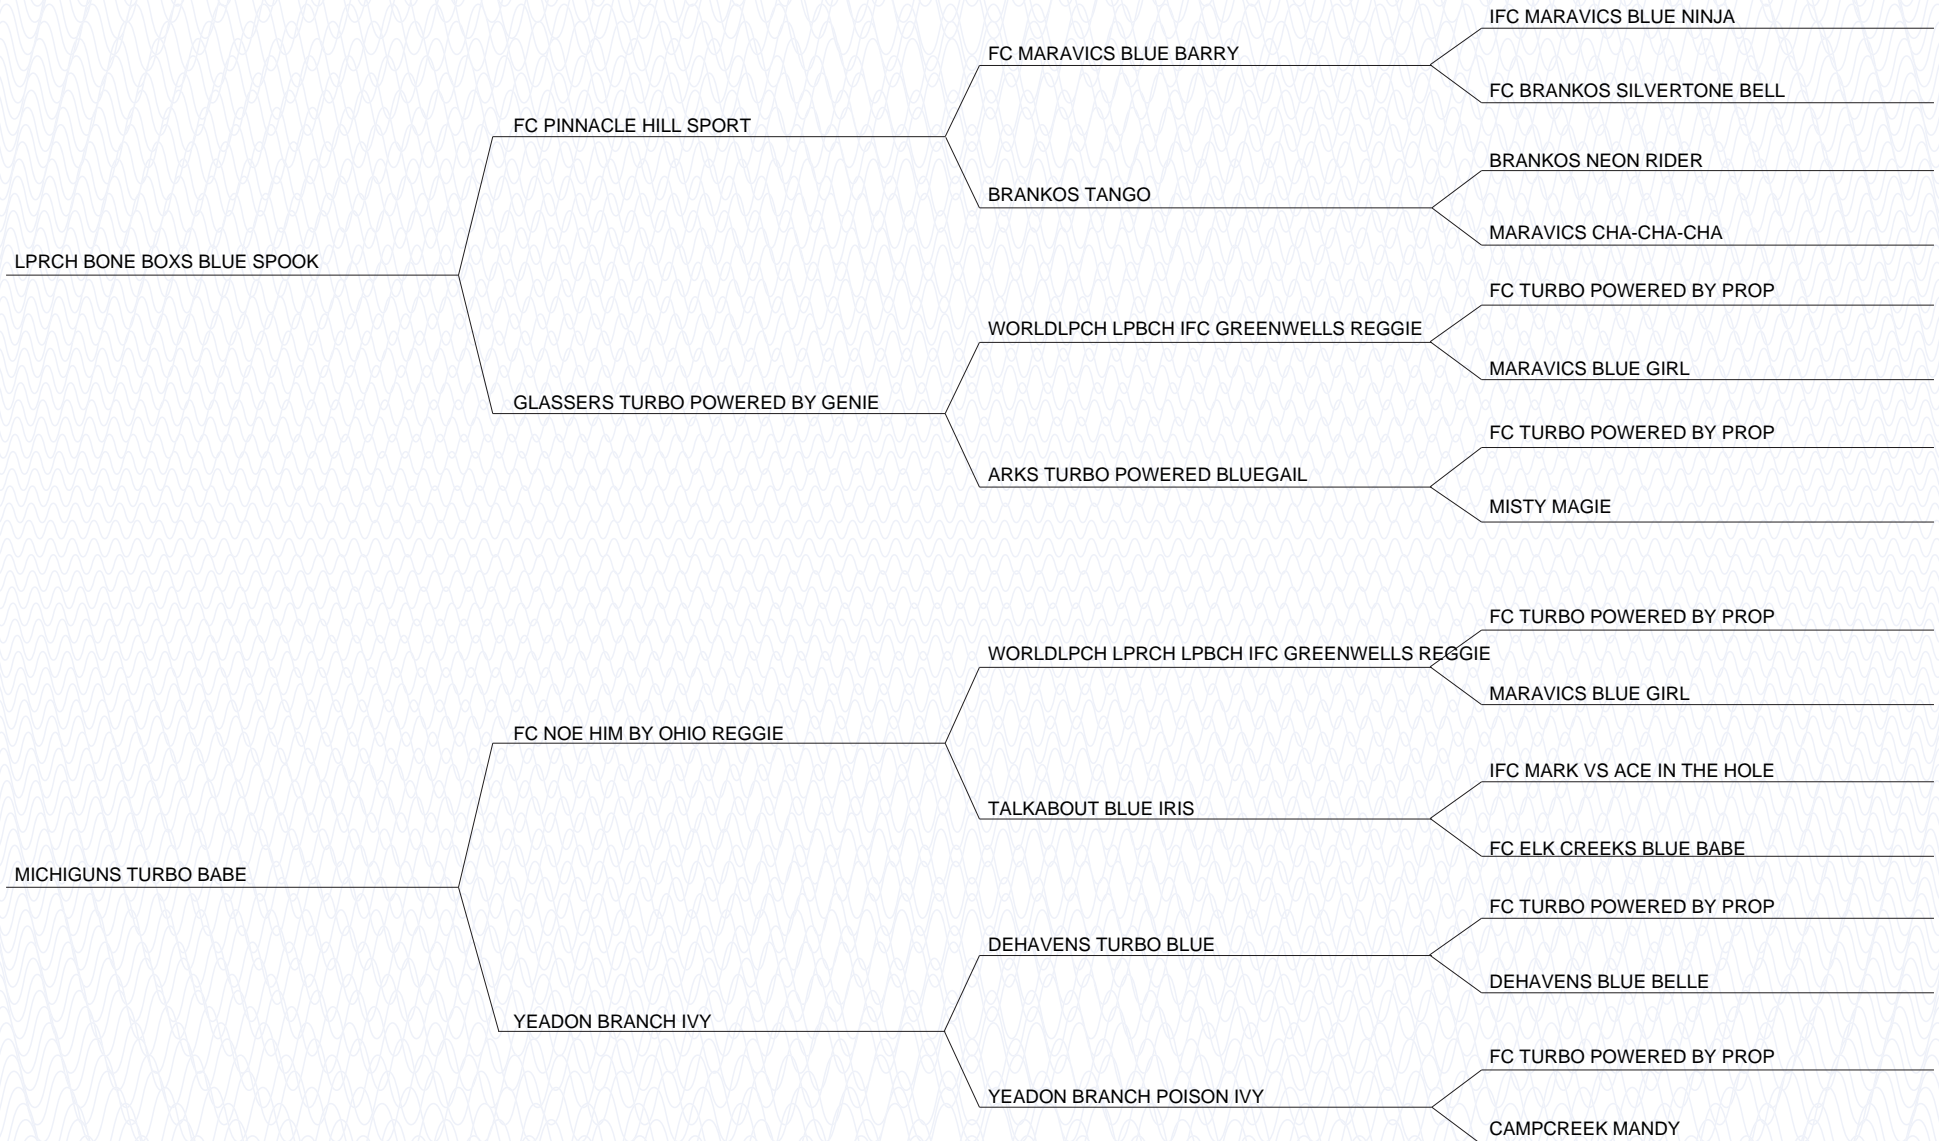 IFC MARAVICS BLUE NINJA
FC MARAVICS BLUE BARRY
FC BRANKOS SILVERTONE BELL
FC PINNACLE HILL SPORT
BRANKOS NEON RIDER
BRANKOS TANGO
MARAVICS CHA-CHA-CHA
LPRCH BONE BOXS BLUE SPOOK
FC TURBO POWERED BY PROP
WORLDLPCH LPBCH IFC GREENWELLS REGGIE
MARAVICS BLUE GIRL
GLASSERS TURBO POWERED BY GENIE
FC TURBO POWERED BY PROP
ARKS TURBO POWERED BLUEGAIL
MISTY MAGIE
FC TURBO POWERED BY PROP
WORLDLPCH LPRCH LPBCH IFC GREENWELLS REGGIE
MARAVICS BLUE GIRL
FC NOE HIM BY OHIO REGGIE
IFC MARK VS ACE IN THE HOLE
TALKABOUT BLUE IRIS
FC ELK CREEKS BLUE BABE
MICHIGUNS TURBO BABE
FC TURBO POWERED BY PROP
DEHAVENS TURBO BLUE
DEHAVENS BLUE BELLE
YEADON BRANCH IVY
FC TURBO POWERED BY PROP
YEADON BRANCH POISON IVY
CAMPCREEK MANDY